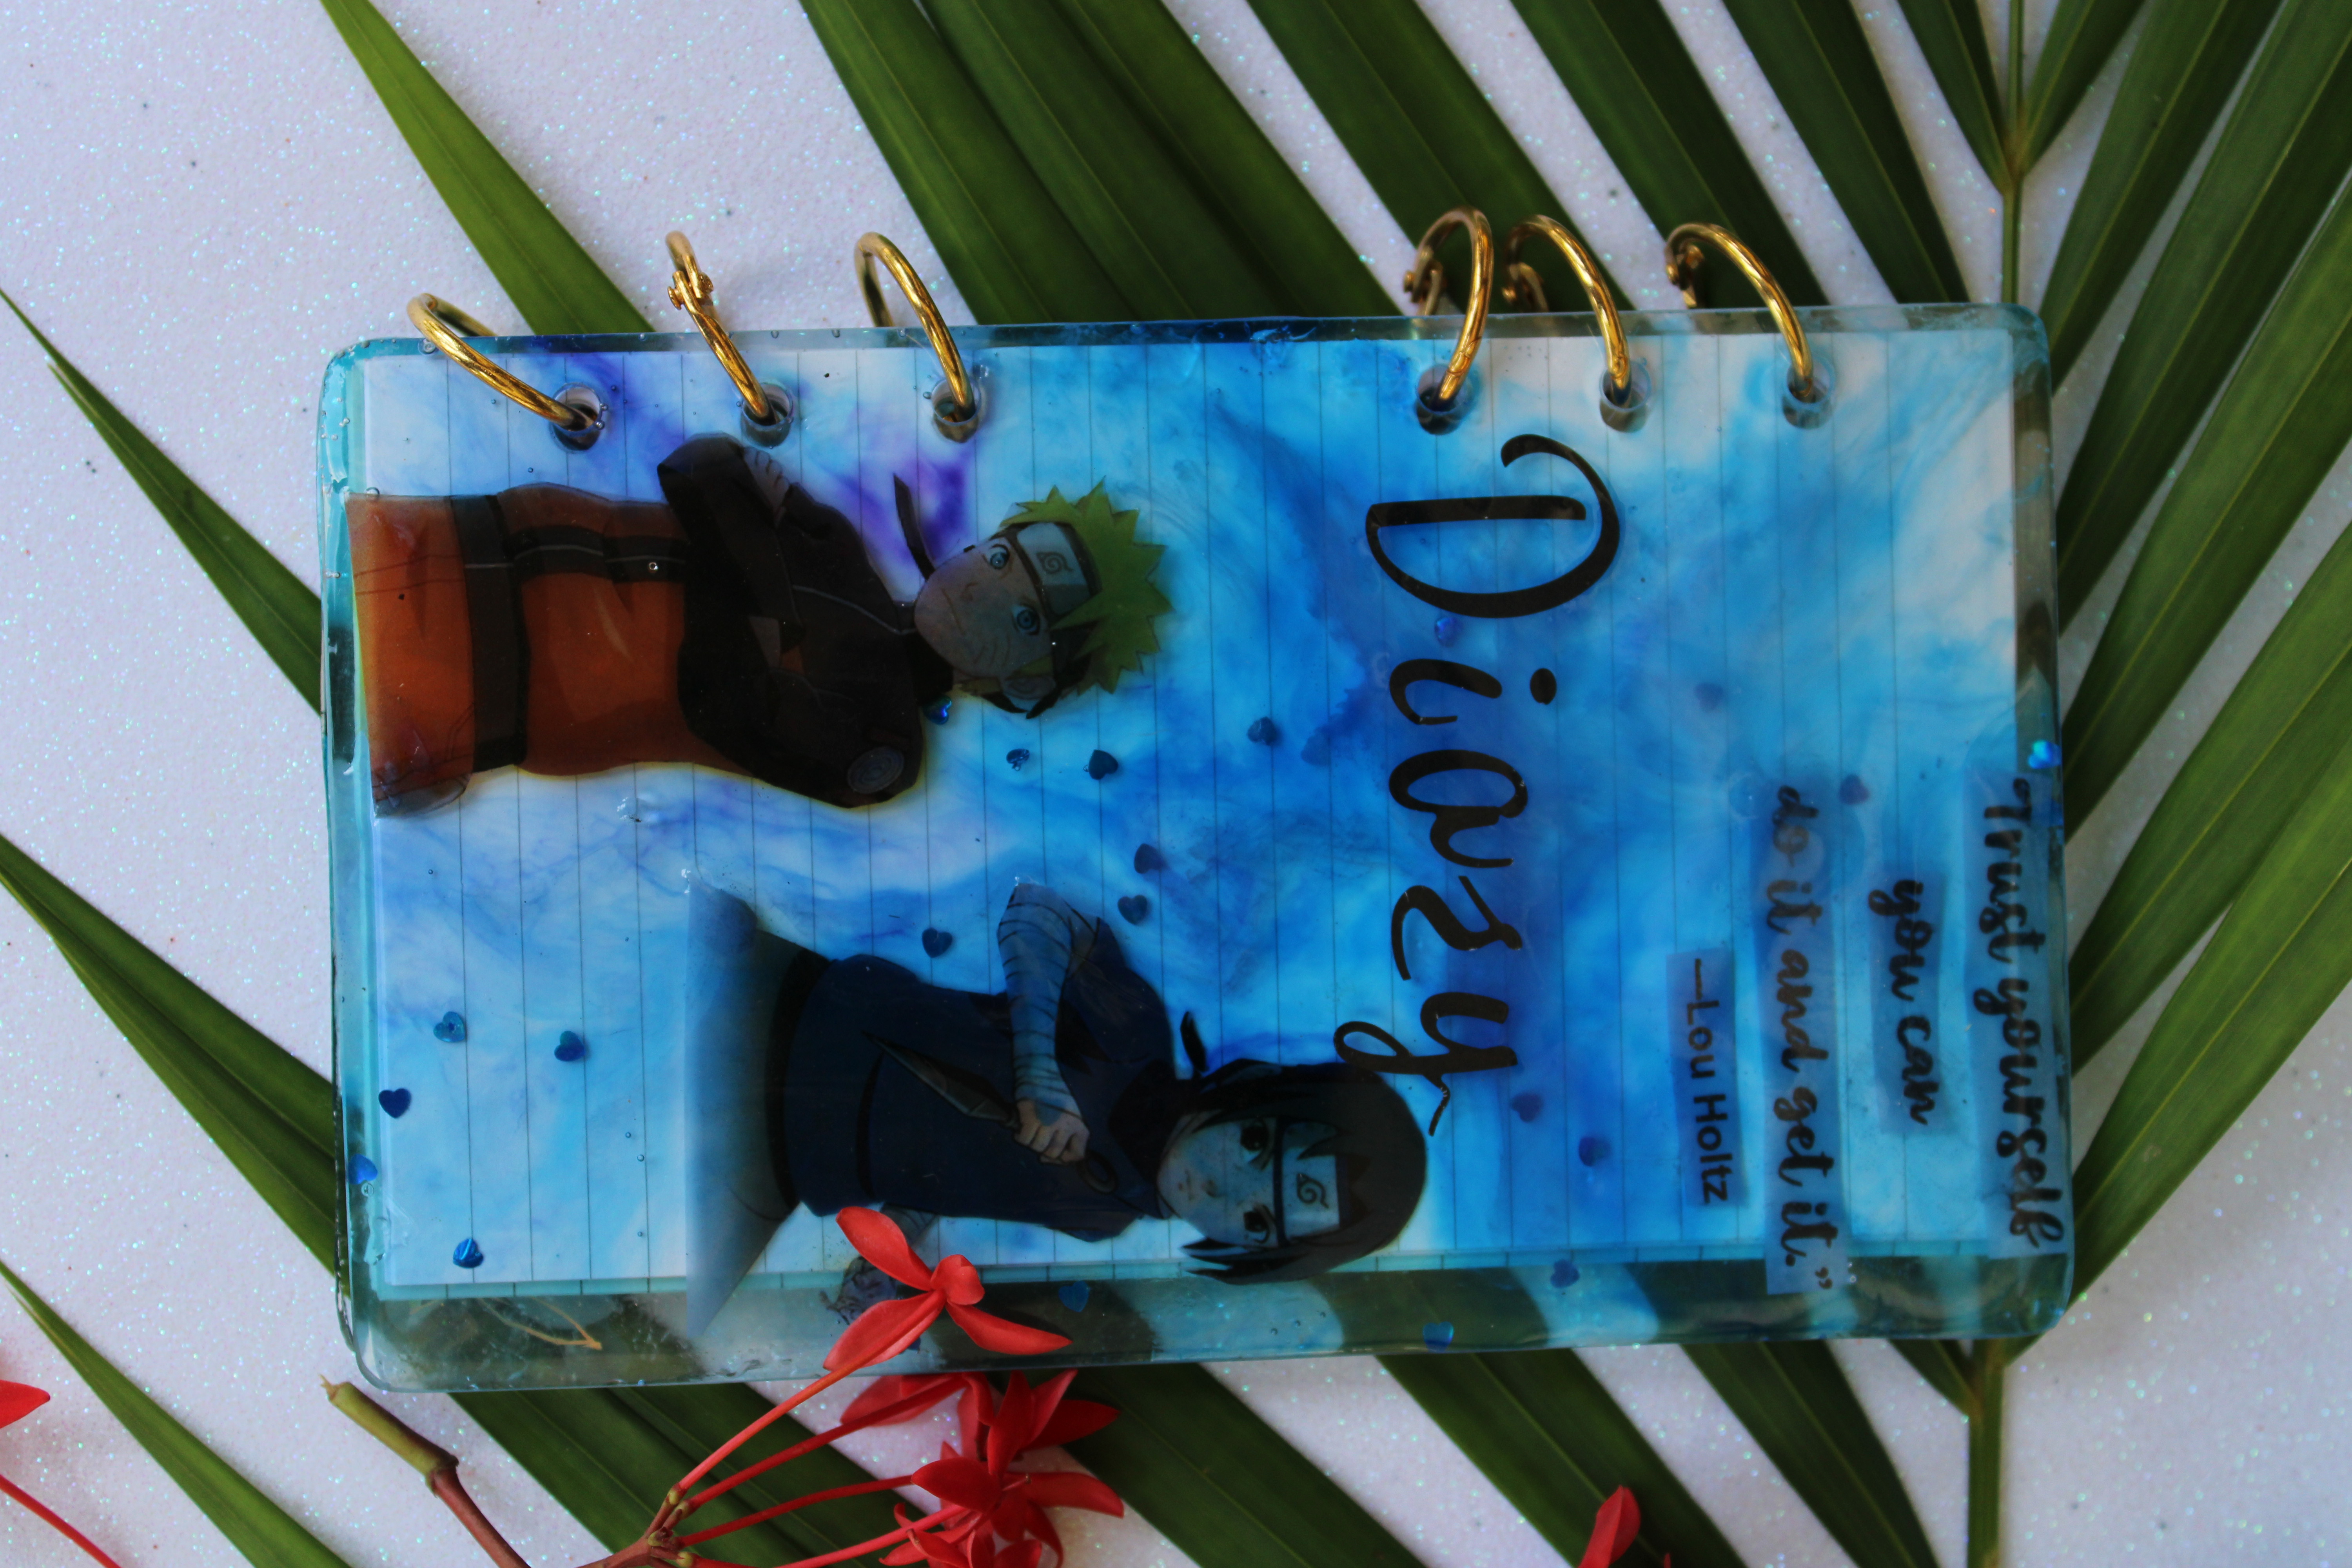 "Trust yourself
you can
do it and get it."
—Lou Holtz
Diary